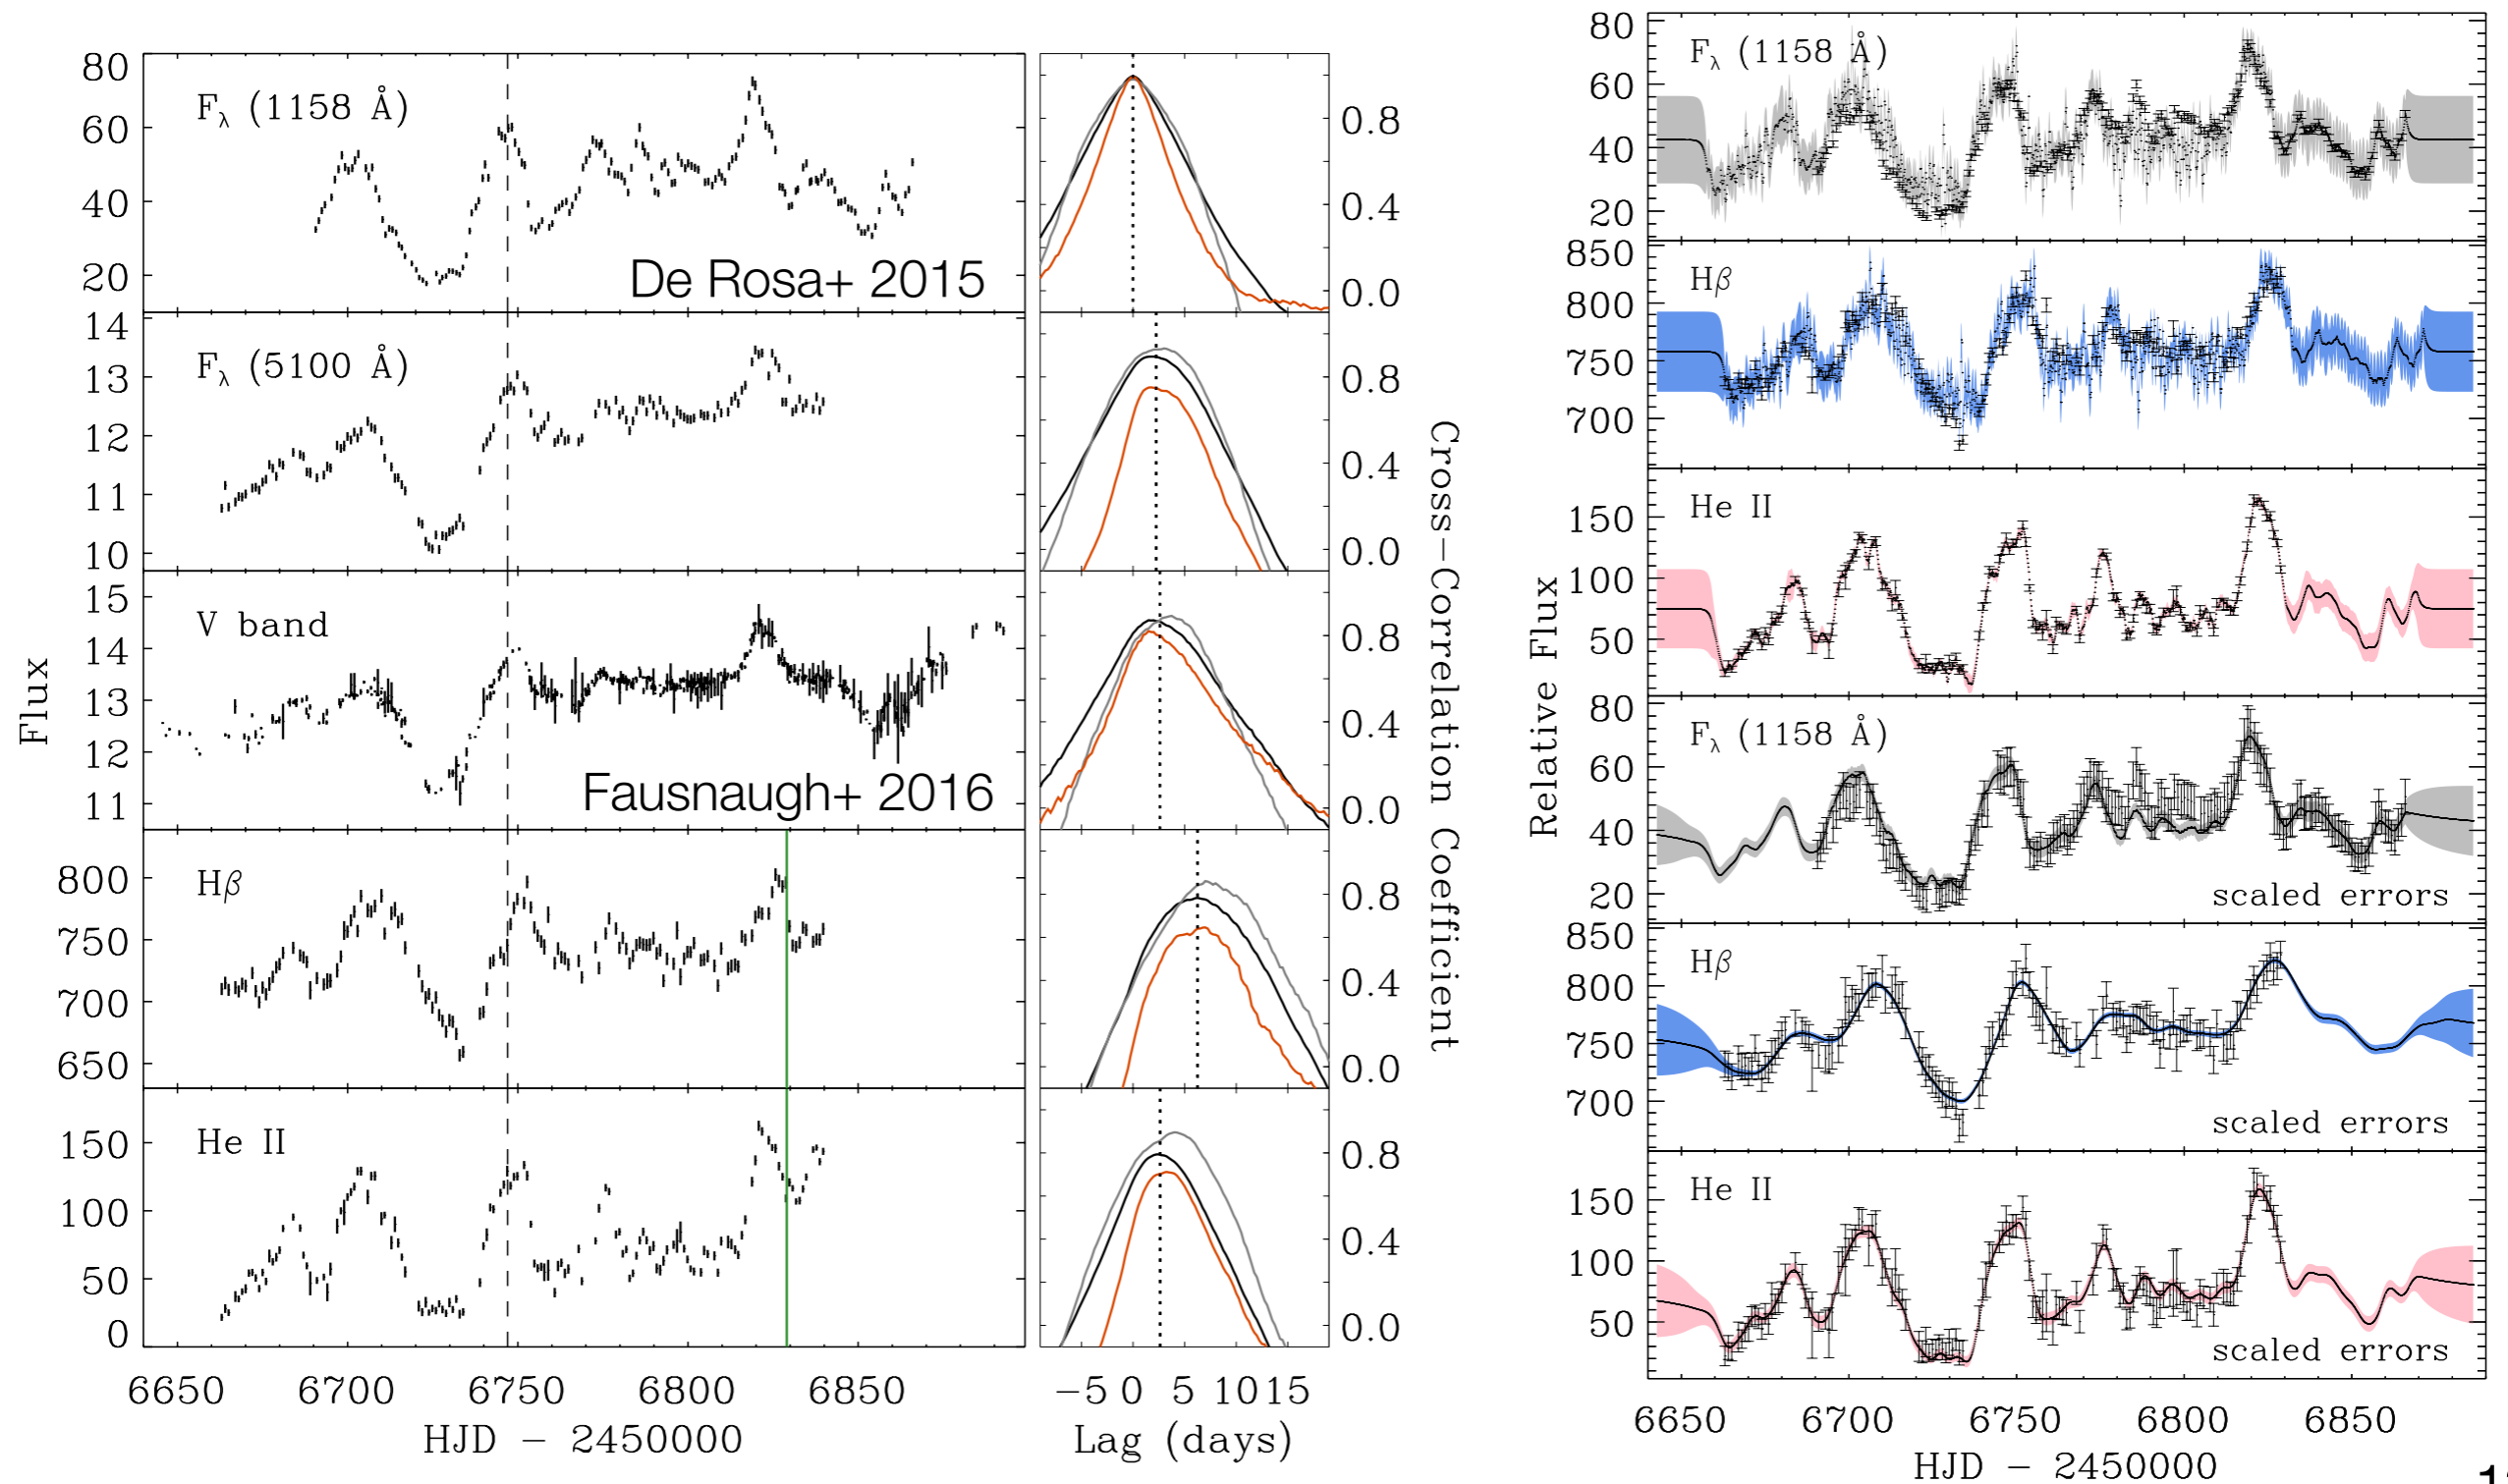 80
60
40
20
F_λ (1158 Å)
De Rosa+ 2015
0.8
0.4
0.0
14
13
12
11
10
F_λ (5100 Å)
0.8
0.4
0.0
15
14
13
12
11
V band
Fausnaugh+ 2016
0.8
0.4
0.0
800
750
700
650
Hβ
0.8
0.4
0.0
150
100
50
0
He II
0.8
0.4
0.0
Flux
6650 6700 6750 6800 6850
HJD − 2450000
−5 0 5 10 15
Lag (days)
Cross−Correlation Coefficient
80
60
40
20
F_λ (1158 Å)
850
800
750
700
Hβ
150
100
50
He II
80
60
40
20
F_λ (1158 Å)
scaled errors
850
800
750
700
Hβ
scaled errors
150
100
50
He II
scaled errors
Relative Flux
6650 6700 6750 6800 6850
HJD − 2450000